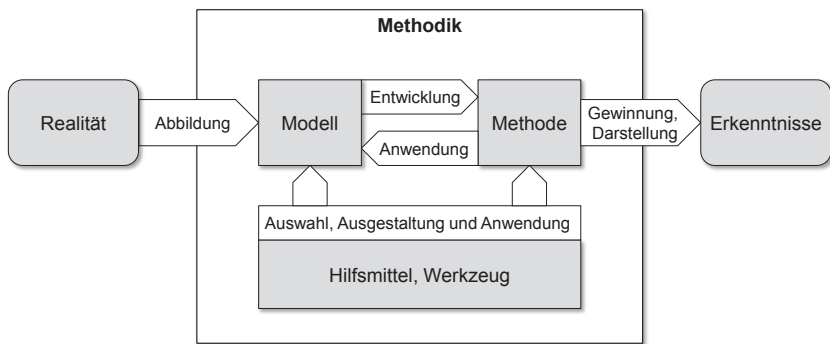 Methodik
Realität
Abbildung
Modell
Entwicklung
Anwendung
Methode
Gewinnung,
Darstellung
Erkenntnisse
Auswahl, Ausgestaltung und Anwendung
Hilfsmittel, Werkzeug